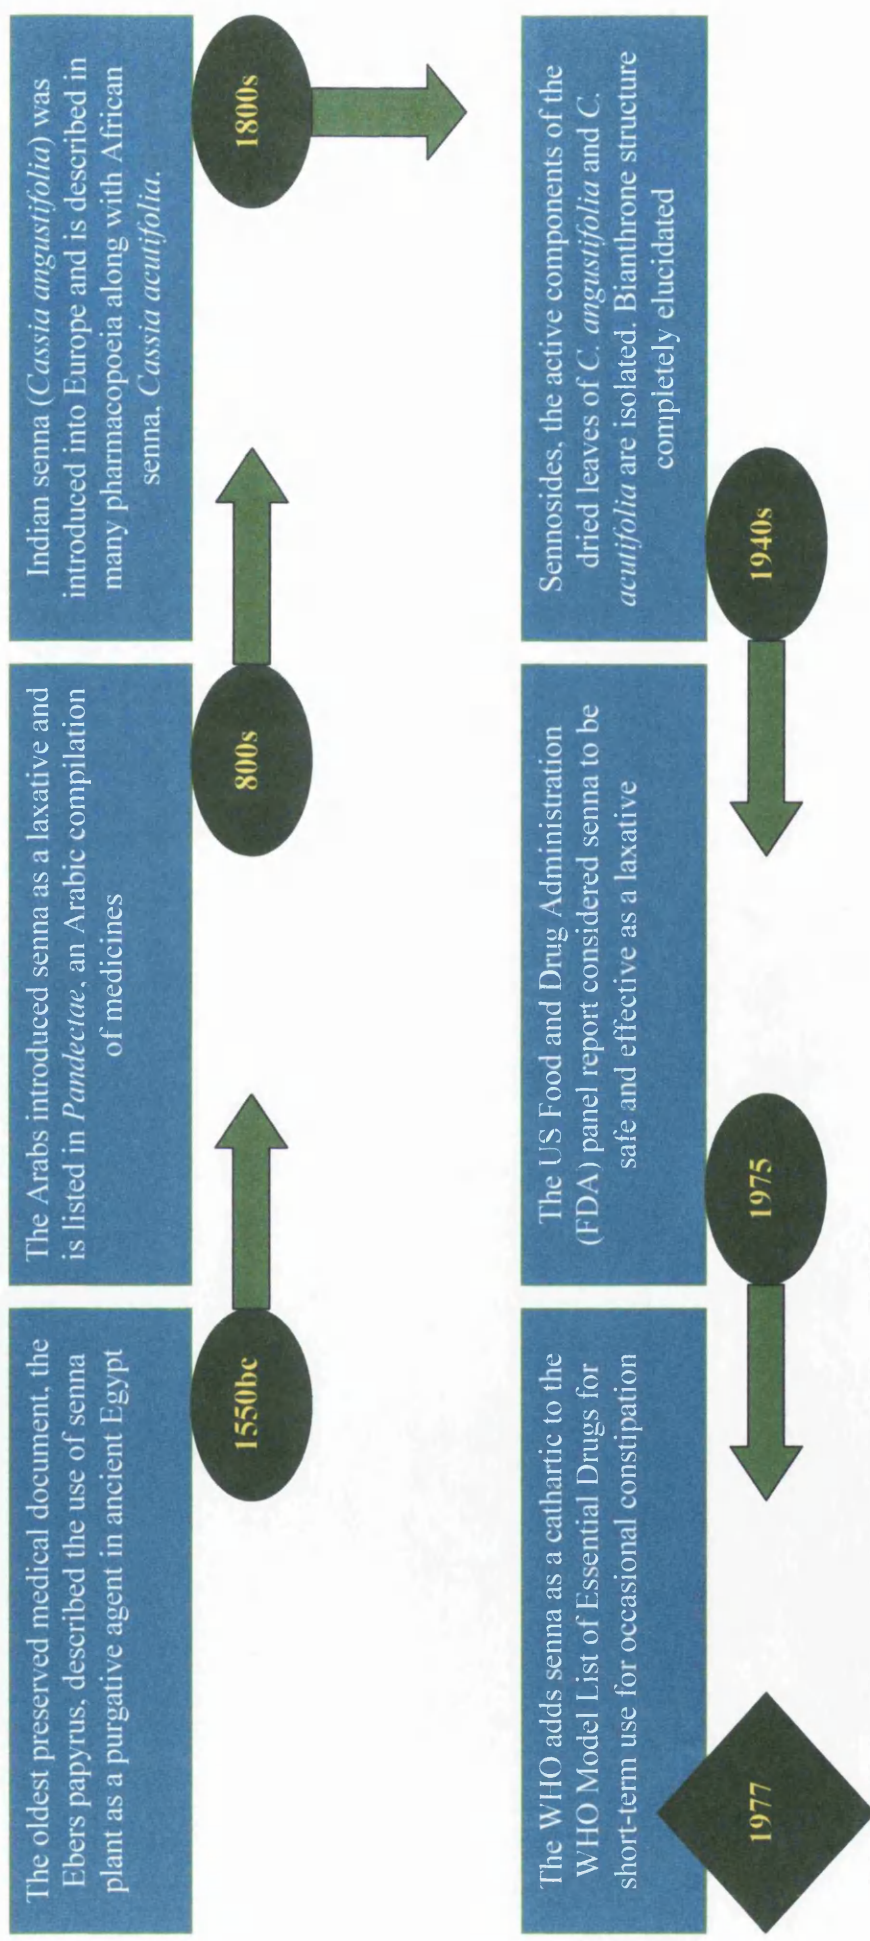 The oldest preserved medical document, the
Ebers papyrus, described the use of senna
plant as a purgative agent in ancient Egypt
1550bc
The Arabs introduced senna as a laxative and
is listed in Pandectae, an Arabic compilation
of medicines
800s
Indian senna (Cassia angustifolia) was
introduced into Europe and is described in
many pharmacopoeia along with African
senna, Cassia acutifolia.
1800s
Sennosides, the active components of the
dried leaves of C. angustifolia and C.
acutifolia are isolated. Bianthrone structure
completely elucidated
1940s
The US Food and Drug Administration
(FDA) panel report considered senna to be
safe and effective as a laxative
1975
The WHO adds senna as a cathartic to the
WHO Model List of Essential Drugs for
short-term use for occasional constipation
1977